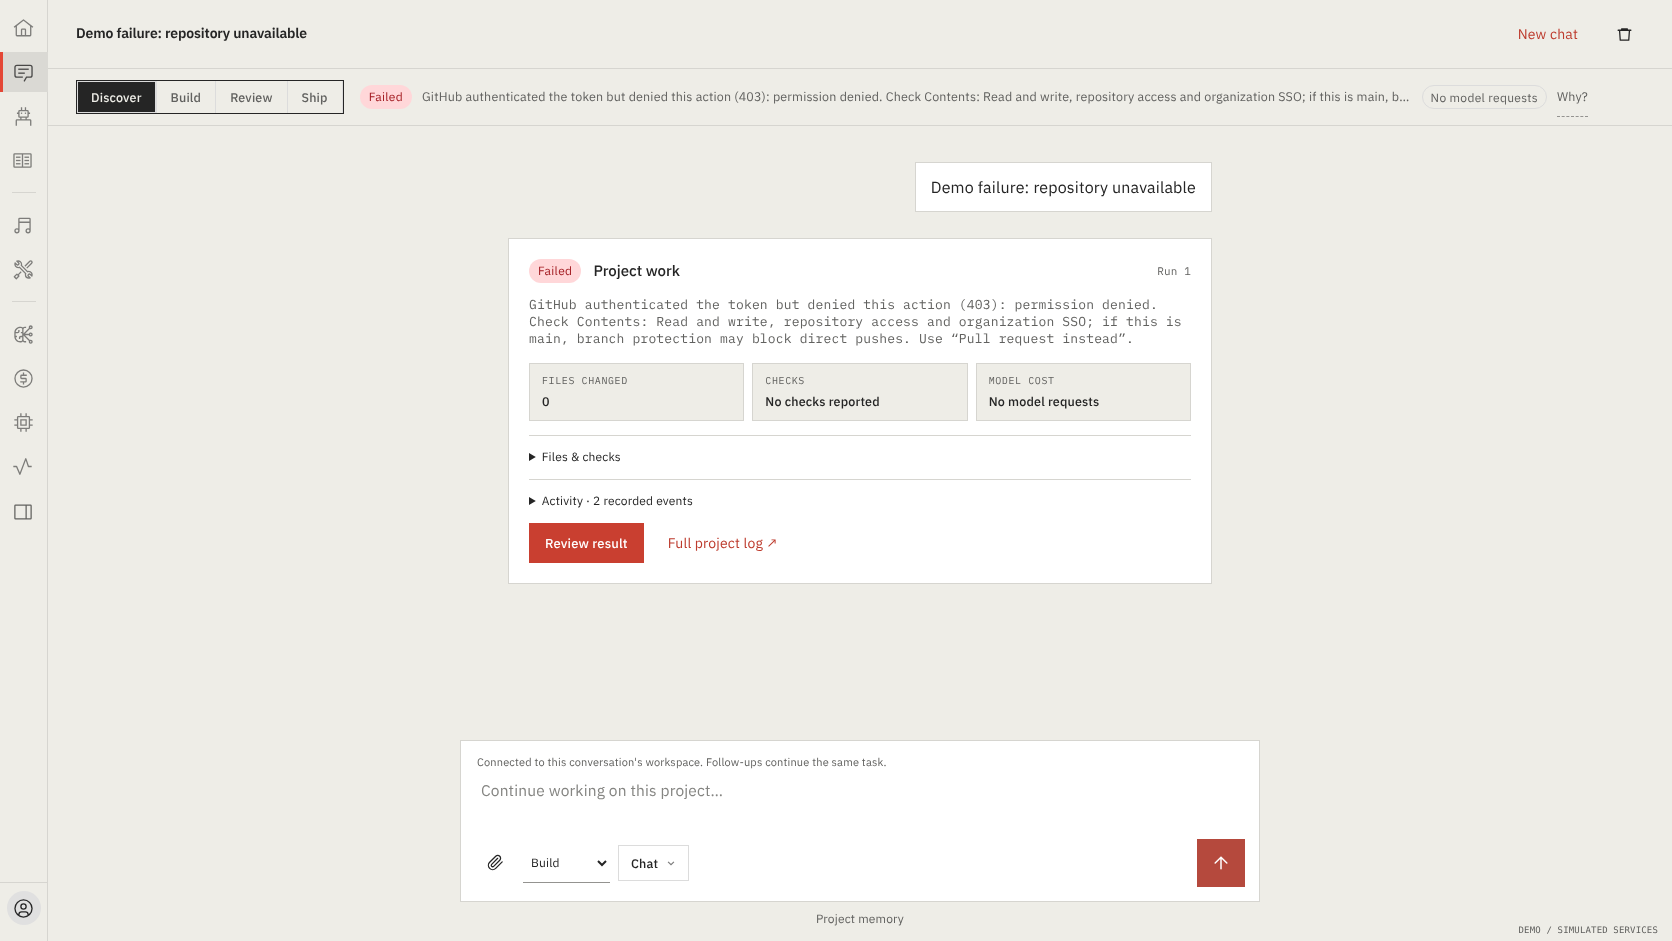 Demo failure: repository unavailable
New chat
Discover
Build
Review
Ship
Failed
GitHub authenticated the token but denied this action (403): permission denied. Check Contents: Read and write, repository access and organization SSO; if this is main, b...
No model requests
Why?
Demo failure: repository unavailable
Failed
Project work
Run 1
GitHub authenticated the token but denied this action (403): permission denied.
Check Contents: Read and write, repository access and organization SSO; if this is
main, branch protection may block direct pushes. Use “Pull request instead”.
FILES CHANGED
0
CHECKS
No checks reported
MODEL COST
No model requests
Files & checks
Activity · 2 recorded events
Review result
Full project log ↗
Connected to this conversation's workspace. Follow-ups continue the same task.
Continue working on this project...
Build
Chat
Project memory
DEMO / SIMULATED SERVICES